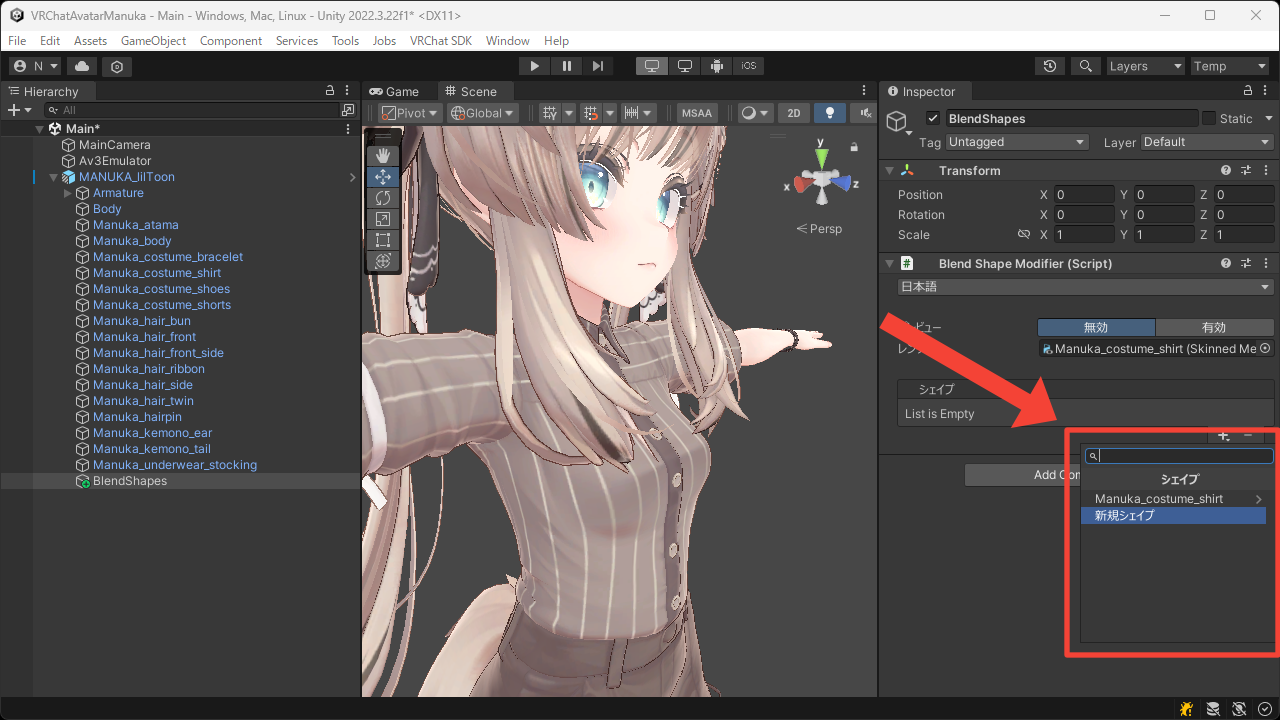 VRChatAvatarManuka - Main - Windows, Mac, Linux - Unity 2022.3.22f1* <DX11>
File Edit Assets GameObject Component Services Tools Jobs VRChat SDK Window Help
N Layers Temp
Hierarchy
All
Main*
MainCamera
Av3Emulator
MANUKA_lilToon
Armature
Body
Manuka_atama
Manuka_body
Manuka_costume_bracelet
Manuka_costume_shirt
Manuka_costume_shoes
Manuka_costume_shorts
Manuka_hair_bun
Manuka_hair_front
Manuka_hair_front_side
Manuka_hair_ribbon
Manuka_hair_side
Manuka_hair_twin
Manuka_hairpin
Manuka_kemono_ear
Manuka_kemono_tail
Manuka_underwear_stocking
BlendShapes
iOS
Game Scene
Pivot Global MSAA 2D
y
x z
Persp
Inspector
BlendShapes Static
Tag Untagged Layer Default
Transform
Position X 0 Y 0 Z 0
Rotation X 0 Y 0 Z 0
Scale X 1 Y 1 Z 1
Blend Shape Modifier (Script)
日本語
ビュー 無効 有効
レン Manuka_costume_shirt (Skinned Me
シェイプ
List is Empty
Add Co
シェイプ
Manuka_costume_shirt
新規シェイプ